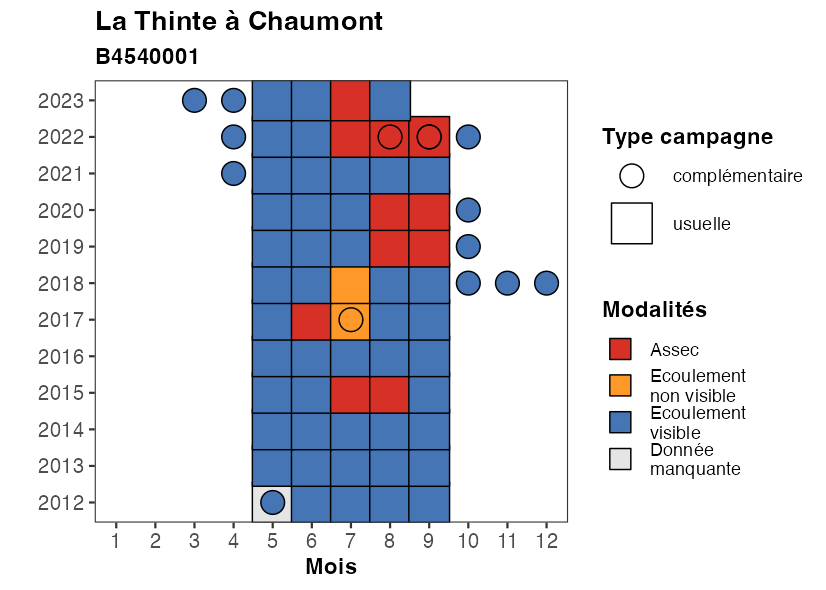 La Thinte à Chaumont
B4540001
2023
2022
2021
2020
2019
2018
2017
2016
2015
2014
2013
2012
1 2 3 4 5 6 7 8 9 10 11 12
Mois
Type campagne
complémentaire
usuelle
Modalités
Assec
Ecoulement
non visible
Ecoulement
visible
Donnée
manquante